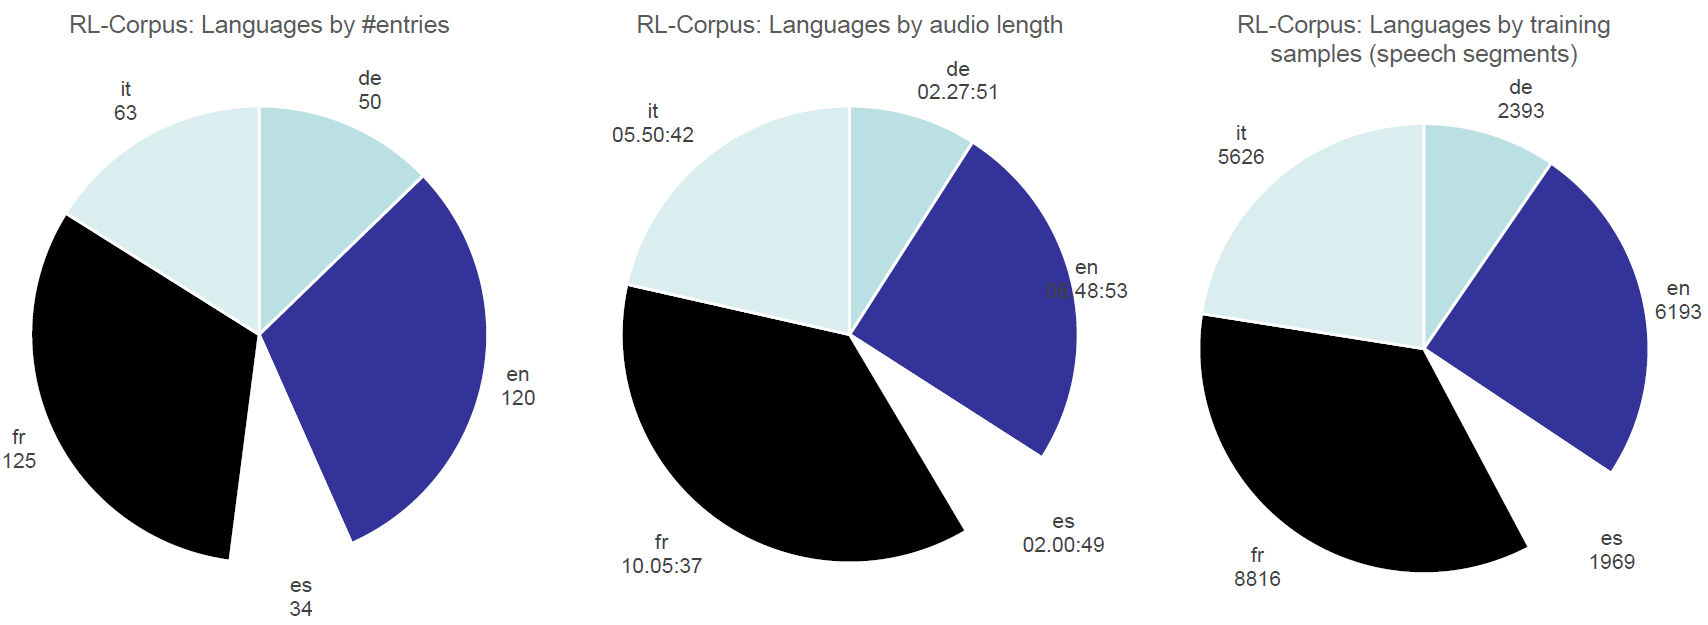 RL-Corpus: Languages by #entries
it
63
de
50
en
120
es
34
fr
125
RL-Corpus: Languages by audio length
it
05.50:42
de
02.27:51
en
06.48:53
es
02.00:49
fr
10.05:37
RL-Corpus: Languages by training
samples (speech segments)
it
5626
de
2393
en
6193
es
1969
fr
8816